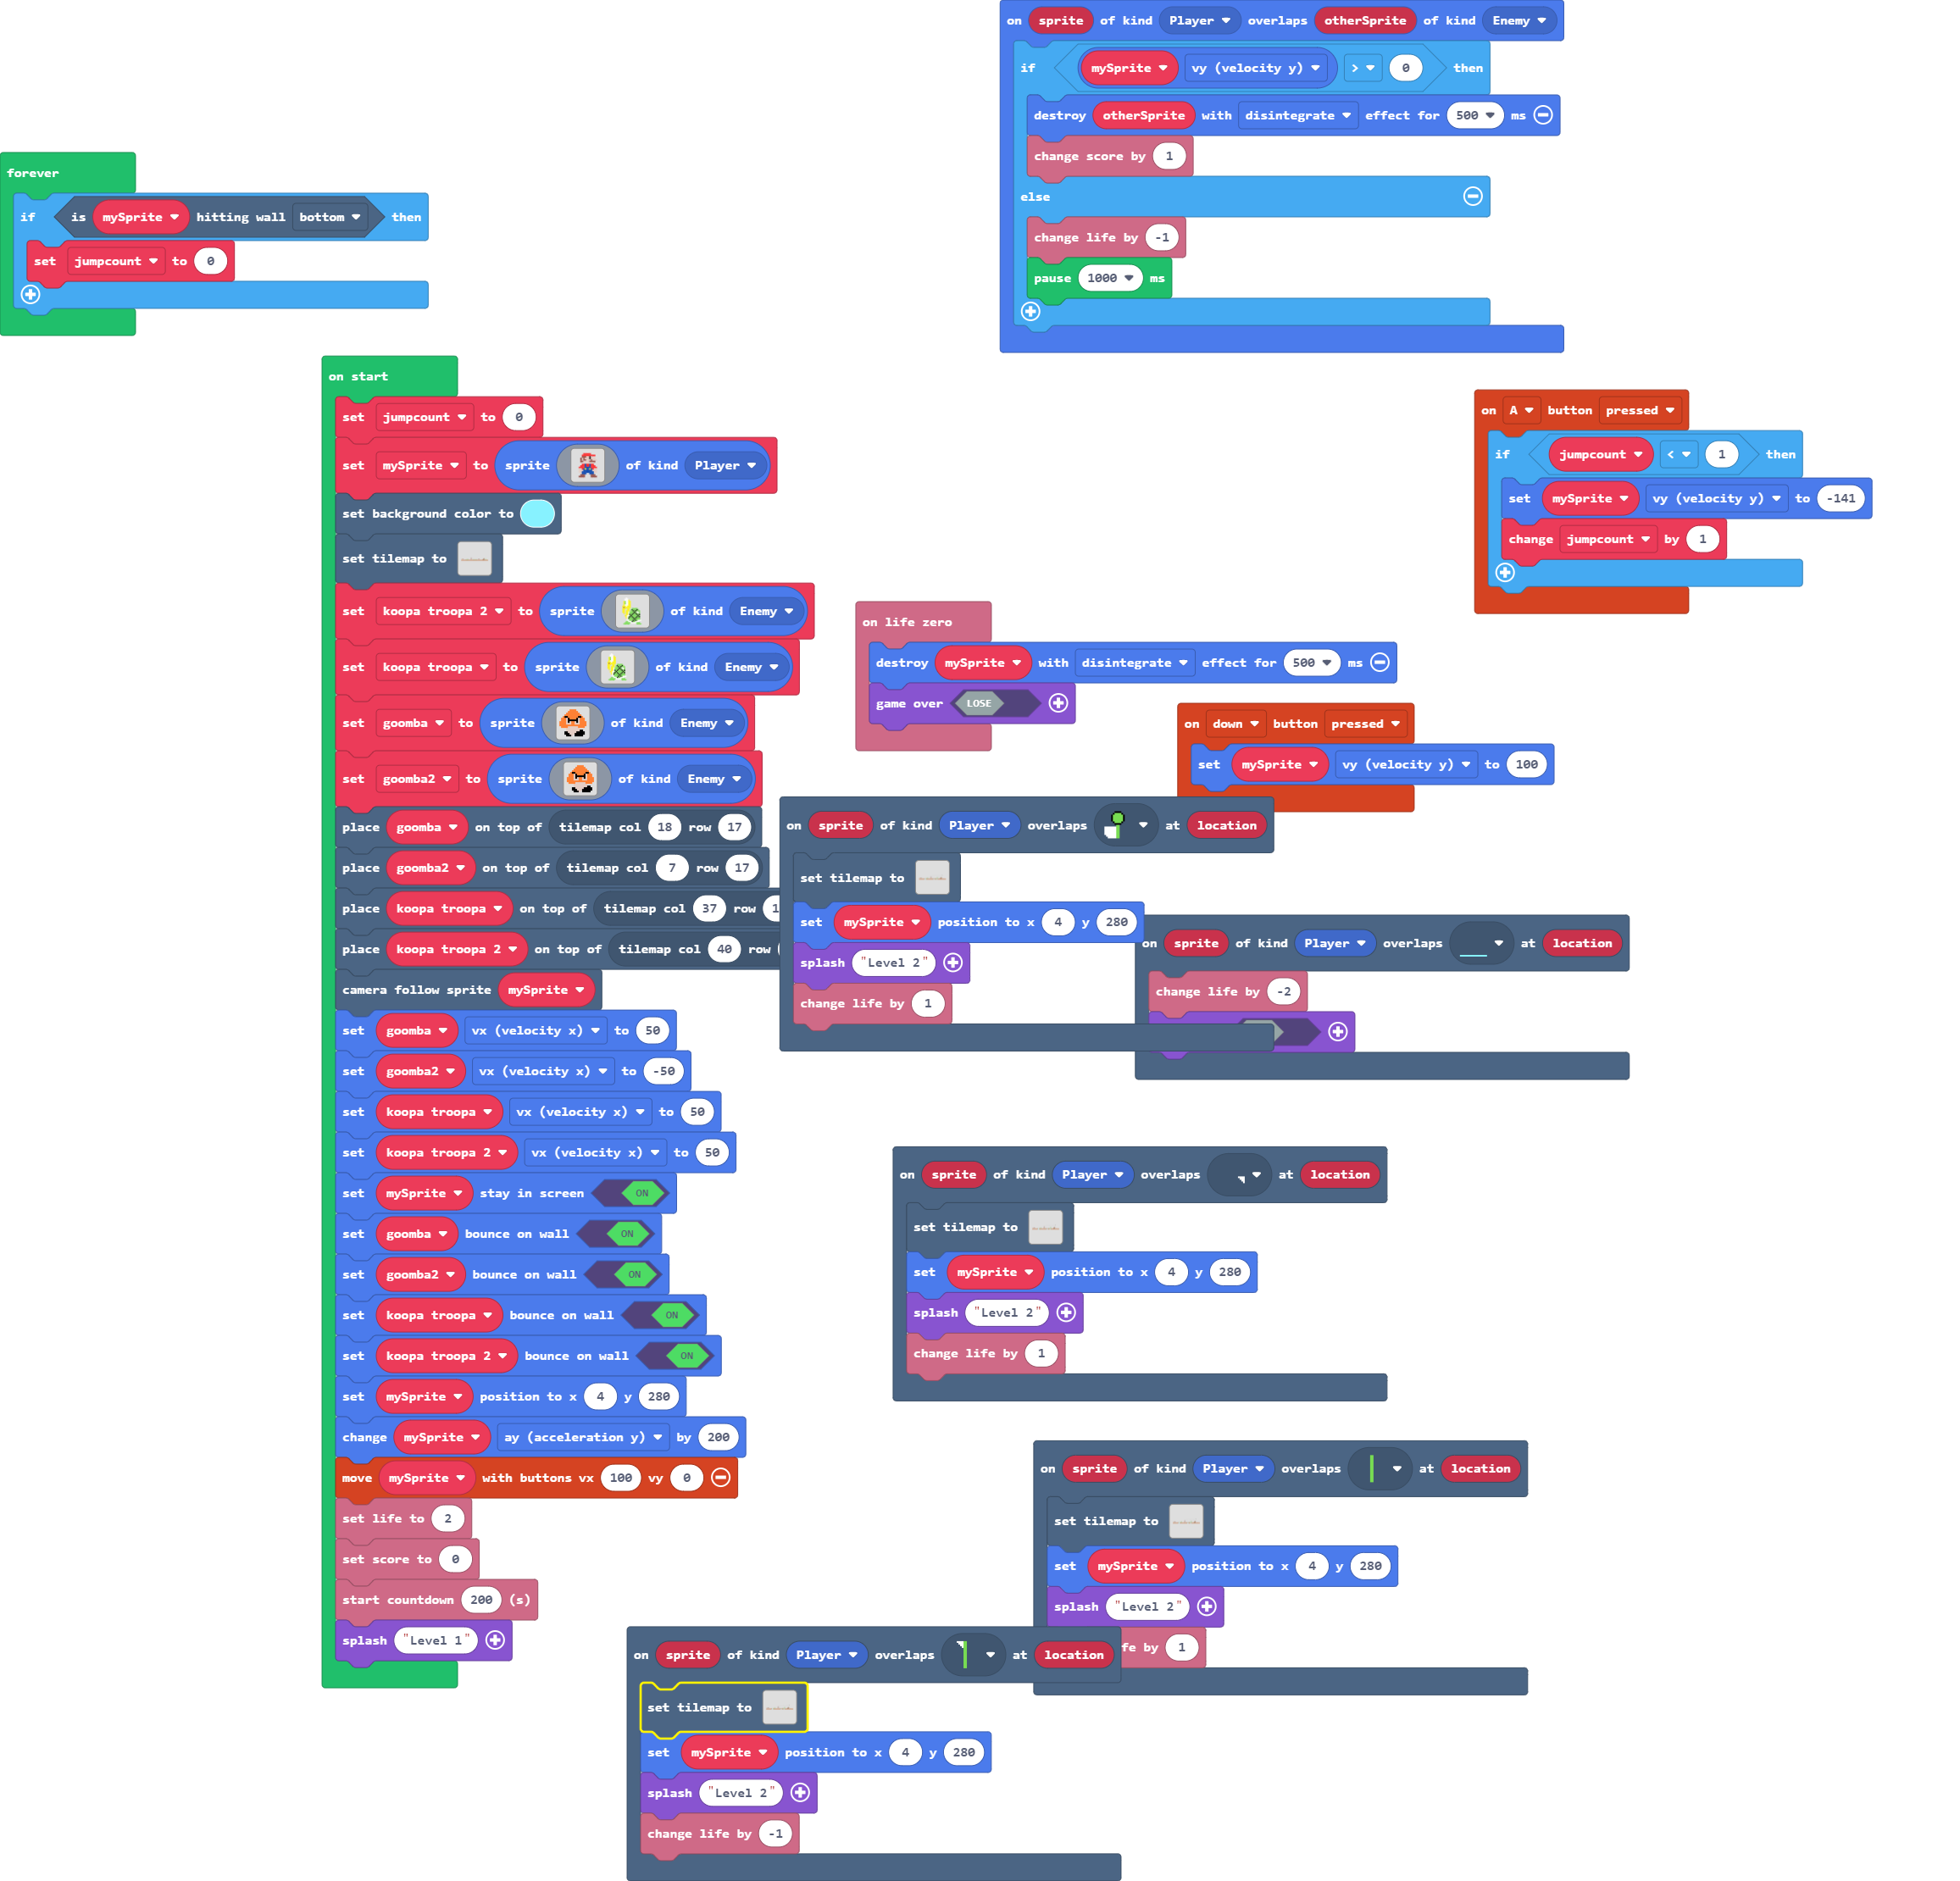 on sprite of kind Player overlaps otherSprite of kind Enemy
if mySprite vy (velocity y) > 0 then
destroy otherSprite with disintegrate effect for 500 ms
change score by 1
else
change life by -1
pause 1000 ms
forever
if is mySprite hitting wall bottom then
set jumpcount to 0
on start
set jumpcount to 0
set mySprite to sprite of kind Player
set background color to
set tilemap to
set koopa troopa 2 to sprite of kind Enemy
set koopa troopa to sprite of kind Enemy
set goomba to sprite of kind Enemy
set goomba2 to sprite of kind Enemy
place goomba on top of tilemap col 18 row 17
place goomba2 on top of tilemap col 7 row 17
place koopa troopa on top of tilemap col 37 row
place koopa troopa 2 on top of tilemap col 40 row
camera follow sprite mySprite
set goomba vx (velocity x) to 50
set goomba2 vx (velocity x) to -50
set koopa troopa vx (velocity x) to 50
set koopa troopa 2 vx (velocity x) to 50
set mySprite stay in screen ON
set goomba bounce on wall ON
set goomba2 bounce on wall ON
set koopa troopa bounce on wall ON
set koopa troopa 2 bounce on wall ON
set mySprite position to x 4 y 280
change mySprite ay (acceleration y) by 200
move mySprite with buttons vx 100 vy 0
set life to 2
set score to 0
start countdown 200 (s)
splash "Level 1"
on A button pressed
if jumpcount < 1 then
set mySprite vy (velocity y) to -141
change jumpcount by 1
on life zero
destroy mySprite with disintegrate effect for 500 ms
game over LOSE
on down button pressed
set mySprite vy (velocity y) to 100
on sprite of kind Player overlaps at location
set tilemap to
set mySprite position to x 4 y 280
splash "Level 2"
change life by 1
on sprite of kind Player overlaps at location
change life by -2
on sprite of kind Player overlaps at location
set tilemap to
set mySprite position to x 4 y 280
splash "Level 2"
change life by 1
on sprite of kind Player overlaps at location
set tilemap to
set mySprite position to x 4 y 280
splash "Level 2"
fe by 1
on sprite of kind Player overlaps at location
set tilemap to
set mySprite position to x 4 y 280
splash "Level 2"
change life by -1